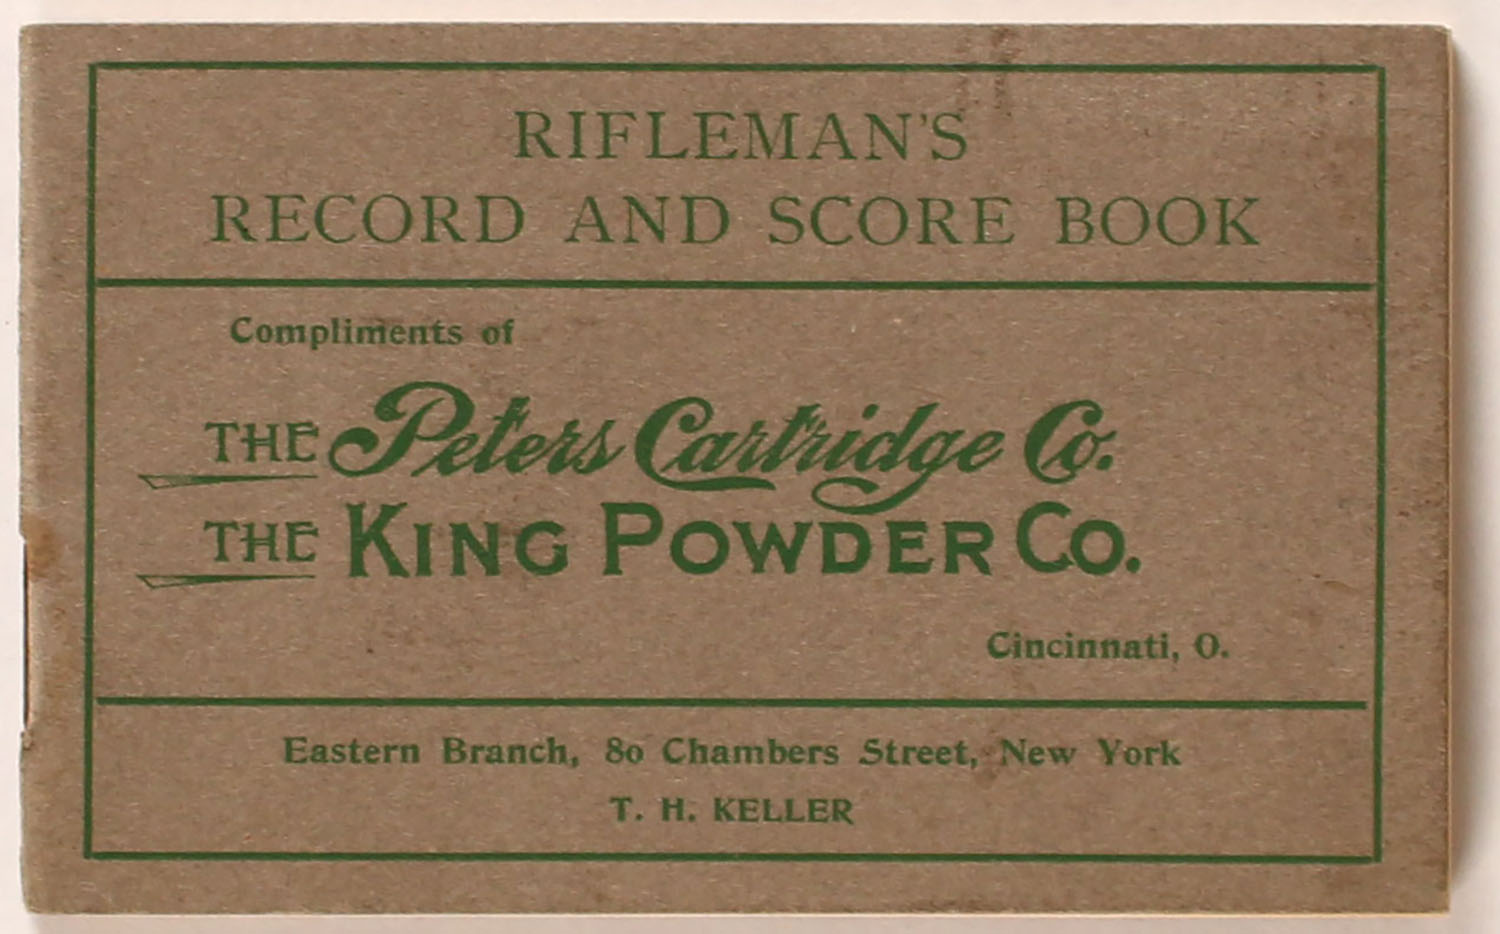 RIFLEMAN'S
RECORD AND SCORE BOOK
Compliments of
THE Peters Cartridge Co.
THE KING POWDER CO.
Cincinnati, O.
Eastern Branch, 80 Chambers Street, New York
T. H. KELLER